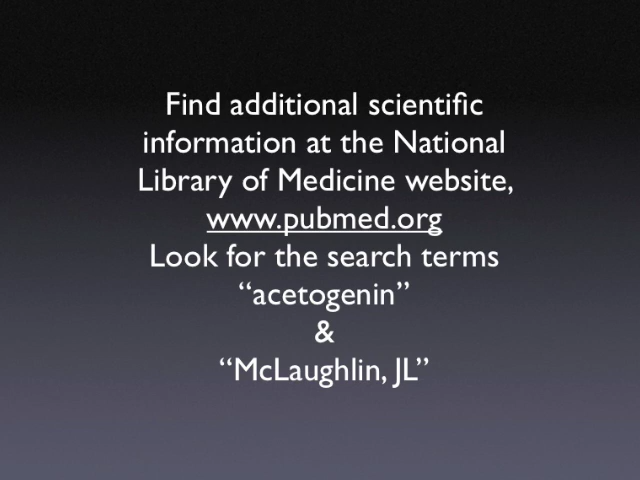 Find additional scientific
information at the National
Library of Medicine website,
www.pubmed.org
Look for the search terms
“acetogenin”
&
“McLaughlin, JL”